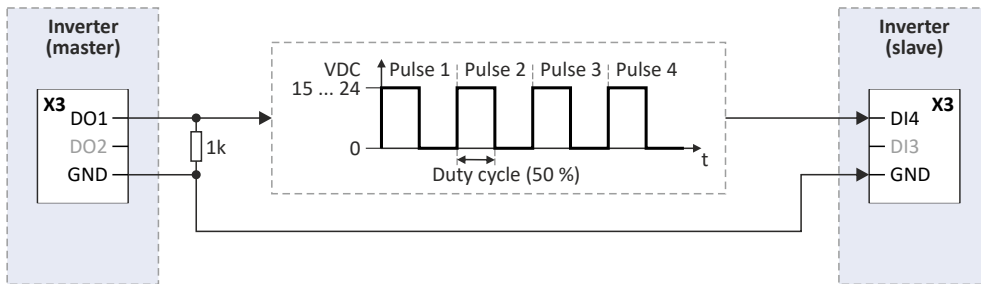 Inverter
(master)
X3
DO1
DO2
GND
1k
VDC
15 ... 24
0
Pulse 1 Pulse 2 Pulse 3 Pulse 4
t
Duty cycle (50 %)
Inverter
(slave)
X3
DI4
DI3
GND